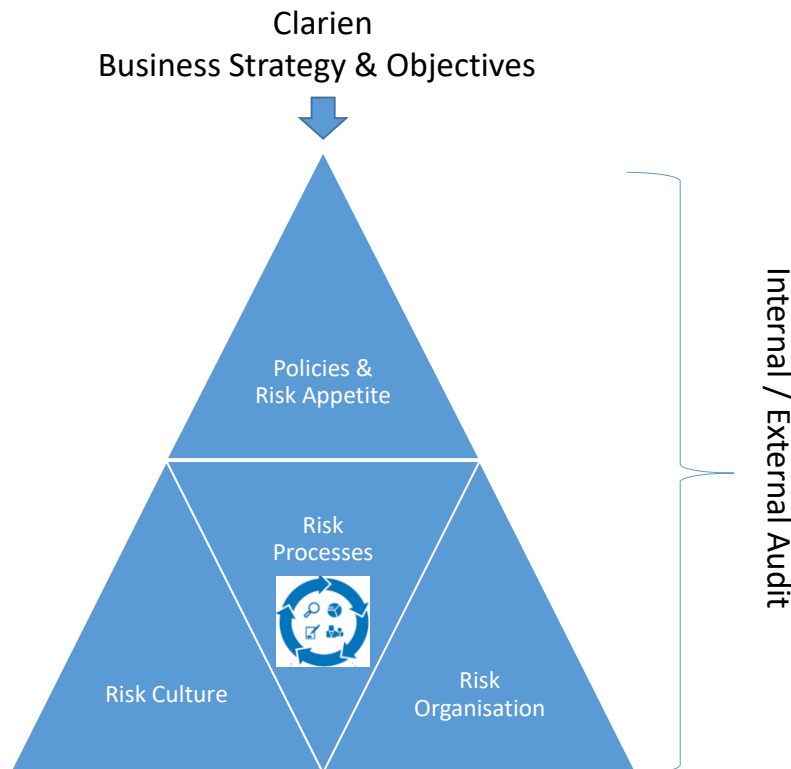 Clarien
Business Strategy & Objectives
Policies &
Risk Appetite
Risk
Processes
Risk Culture
Risk
Organisation
Internal / External Audit